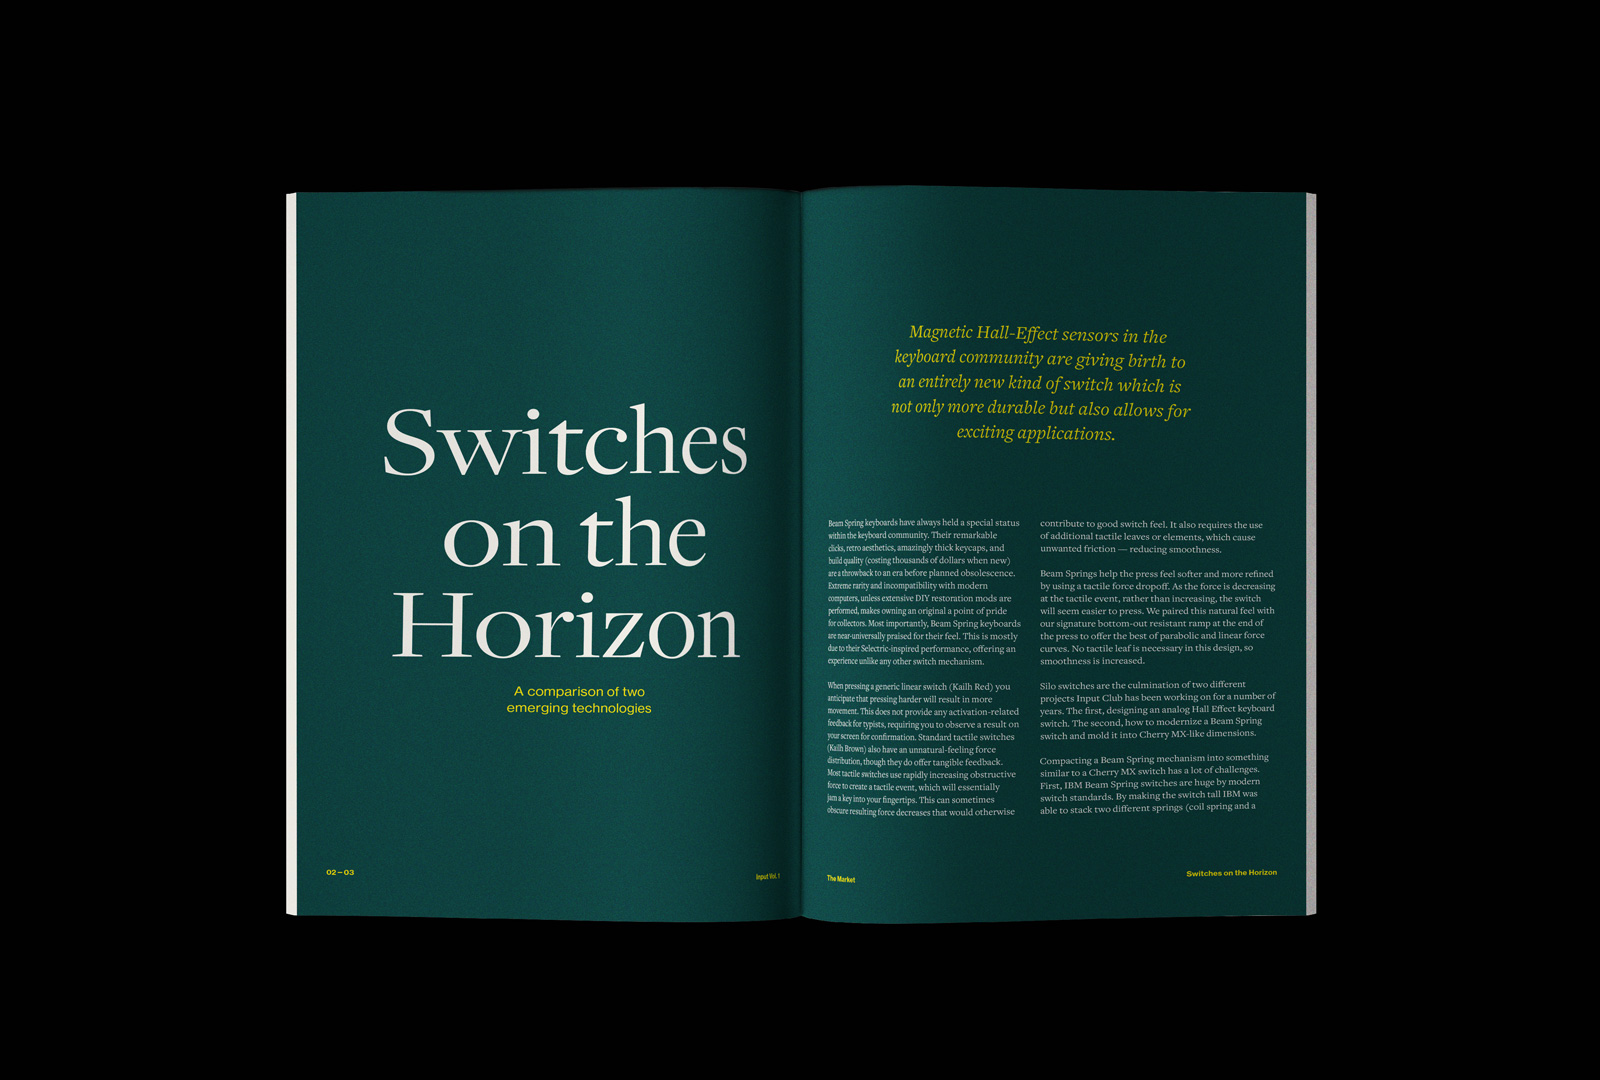 Switches
on the
Horizon
A comparison of two
emerging technologies
02 — 03
Input Vol. 1
Magnetic Hall-Effect sensors in the
keyboard community are giving birth to
an entirely new kind of switch which is
not only more durable but also allows for
exciting applications.
Beam Spring keyboards have always held a special status
within the keyboard community. Their remarkable
clicks, retro aesthetics, amazingly thick keycaps, and
build quality (costing thousands of dollars when new)
are a throwback to an era before planned obsolescence.
Extreme rarity and incompatibility with modern
computers, unless extensive DIY restoration mods are
performed, makes owning an original a point of pride
for collectors. Most importantly, Beam Spring keyboards
are near-universally praised for their feel. This is mostly
due to their Selectric-inspired performance, offering an
experience unlike any other switch mechanism.
When pressing a generic linear switch (Kailh Red) you
anticipate that pressing harder will result in more
movement. This does not provide any activation-related
feedback for typists, requiring you to observe a result on
your screen for confirmation. Standard tactile switches
(Kailh Brown) also have an unnatural-feeling force
distribution, though they do offer tangible feedback.
Most tactile switches use rapidly increasing obstructive
force to create a tactile event, which will essentially
jam a key into your fingertips. This can sometimes
obscure resulting force decreases that would otherwise
contribute to good switch feel. It also requires the use
of additional tactile leaves or elements, which cause
unwanted friction — reducing smoothness.
Beam Springs help the press feel softer and more refined
by using a tactile force dropoff. As the force is decreasing
at the tactile event, rather than increasing, the switch
will seem easier to press. We paired this natural feel with
our signature bottom-out resistant ramp at the end of
the press to offer the best of parabolic and linear force
curves. No tactile leaf is necessary in this design, so
smoothness is increased.
Silo switches are the culmination of two different
projects Input Club has been working on for a number of
years. The first, designing an analog Hall Effect keyboard
switch. The second, how to modernize a Beam Spring
switch and mold it into Cherry MX-like dimensions.
Compacting a Beam Spring mechanism into something
similar to a Cherry MX switch has a lot of challenges.
First, IBM Beam Spring switches are huge by modern
switch standards. By making the switch tall IBM was
able to stack two different springs (coil spring and a
The Market
Switches on the Horizon